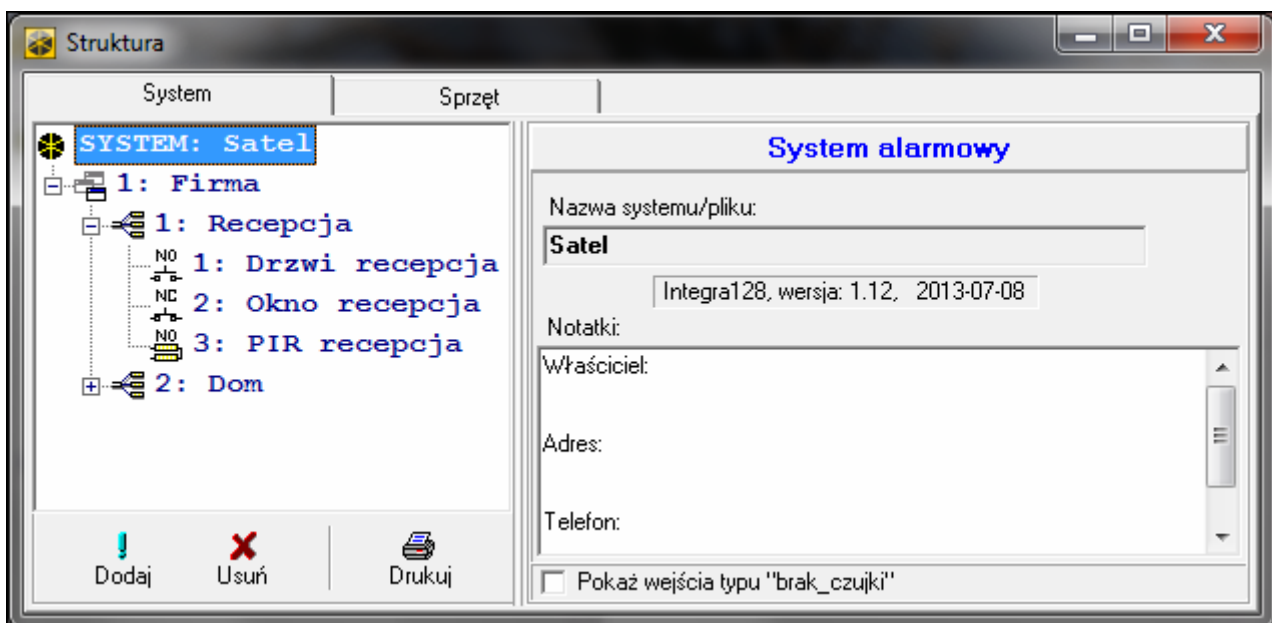 Struktura
System
Sprzęt
SYSTEM: Satel
1: Firma
1: Recepcja
NO 1: Drzwi recepcja
NC 2: Okno recepcja
NO 3: PIR recepcja
2: Dom
Dodaj
Usuń
Drukuj
System alarmowy
Nazwa systemu/pliku:
Satel
Integra128, wersja: 1.12, 2013-07-08
Notatki:
Właściciel:
Adres:
Telefon:
Pokaż wejścia typu "brak_czujki"